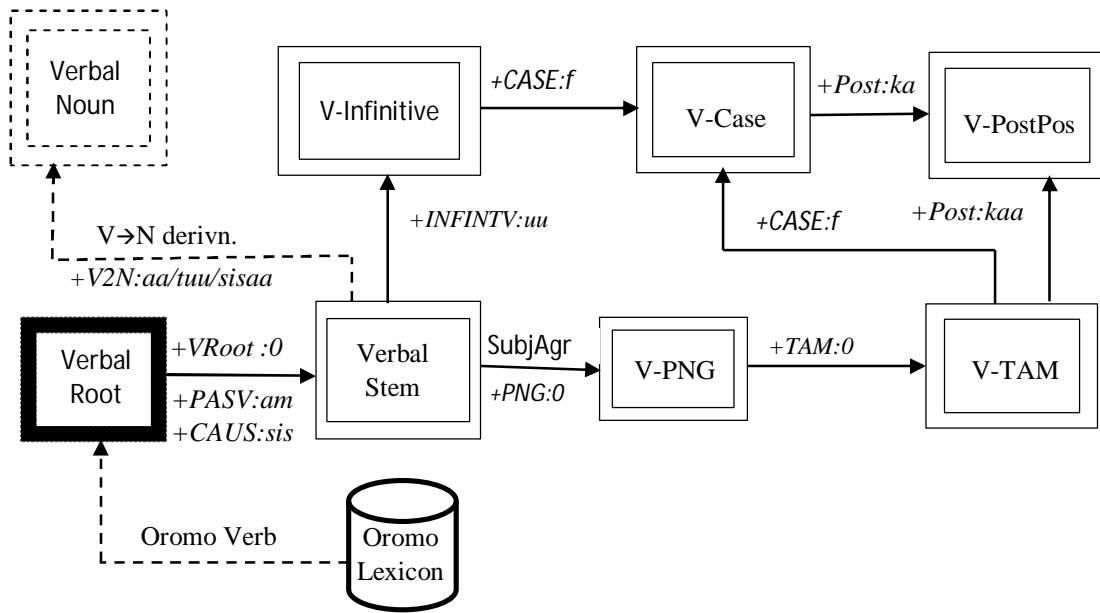 Verbal
Noun
V-Infinitive
+CASE:f
V-Case
+Post:ka
V-PostPos
+INFINTV:uu
+CASE:f
+Post:kaa
V→N derivn.
+V2N:aa/tuu/sisaa
Verbal
Root
+VRoot :0
+PASV:am
+CAUS:sis
Verbal
Stem
SubjAgr
+PNG:0
V-PNG
+TAM:0
V-TAM
Oromo Verb
Oromo
Lexicon